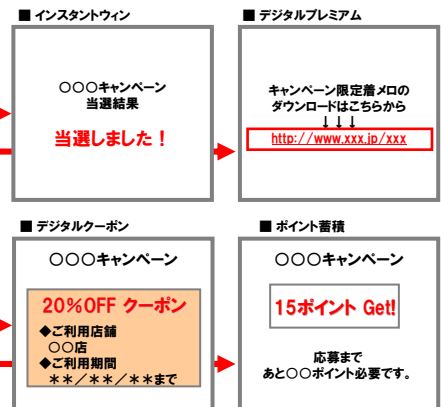 ■ インスタントウィン
○○○キャンペーン
当選結果
当選しました！
■ デジタルプレミアム
キャンペーン限定着メロの
ダウンロードはこちらから
↓↓↓
http://www.xxx.jp/xxx
■ デジタルクーポン
○○○キャンペーン
20%OFF クーポン
◆ご利用店舗
○○店
◆ご利用期間
＊＊／＊＊／＊＊まで
■ ポイント蓄積
○○○キャンペーン
15ポイント Get!
応募まで
あと○○ポイント必要です。